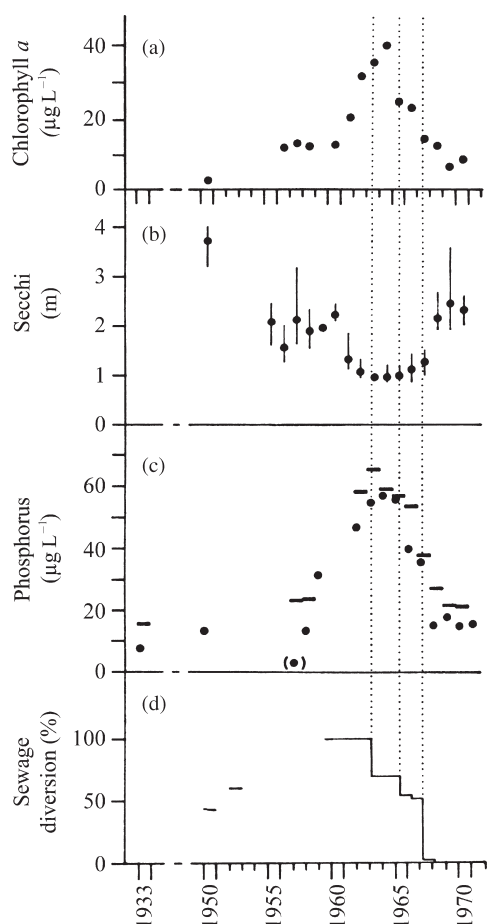 (a)
Chlorophyll a
(μg L⁻¹)
40
20
0
(b)
Secchi
(m)
4
3
2
1
0
(c)
Phosphorus
(μg L⁻¹)
60
40
20
0
( )
(d)
Sewage
diversion (%)
100
50
0
1933
1950
1955
1960
1965
1970